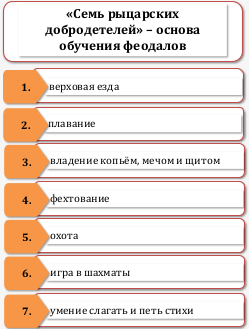 «Семь рыцарских
добродетелей» – основа
обучения феодалов
1. верховая езда
2. плавание
3. владение копьём, мечом и щитом
4. фехтование
5. охота
6. игра в шахматы
7. умение слагать и петь стихи